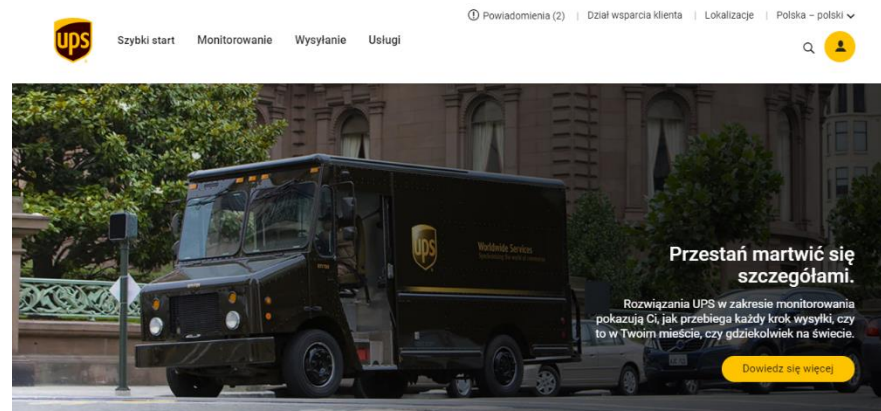 Powiadomienia (2) | Dział wsparcia klienta | Lokalizacje | Polska – polski
ups
Szybki start Monitorowanie Wysyłanie Usługi
ups
Worldwide Services
Przestań martwić się
szczegółami.
Rozwiązania UPS w zakresie monitorowania
pokazują Ci, jak przebiega każdy krok wysyłki, czy
to w Twoim mieście, czy gdziekolwiek na świecie.
Dowiedz się więcej